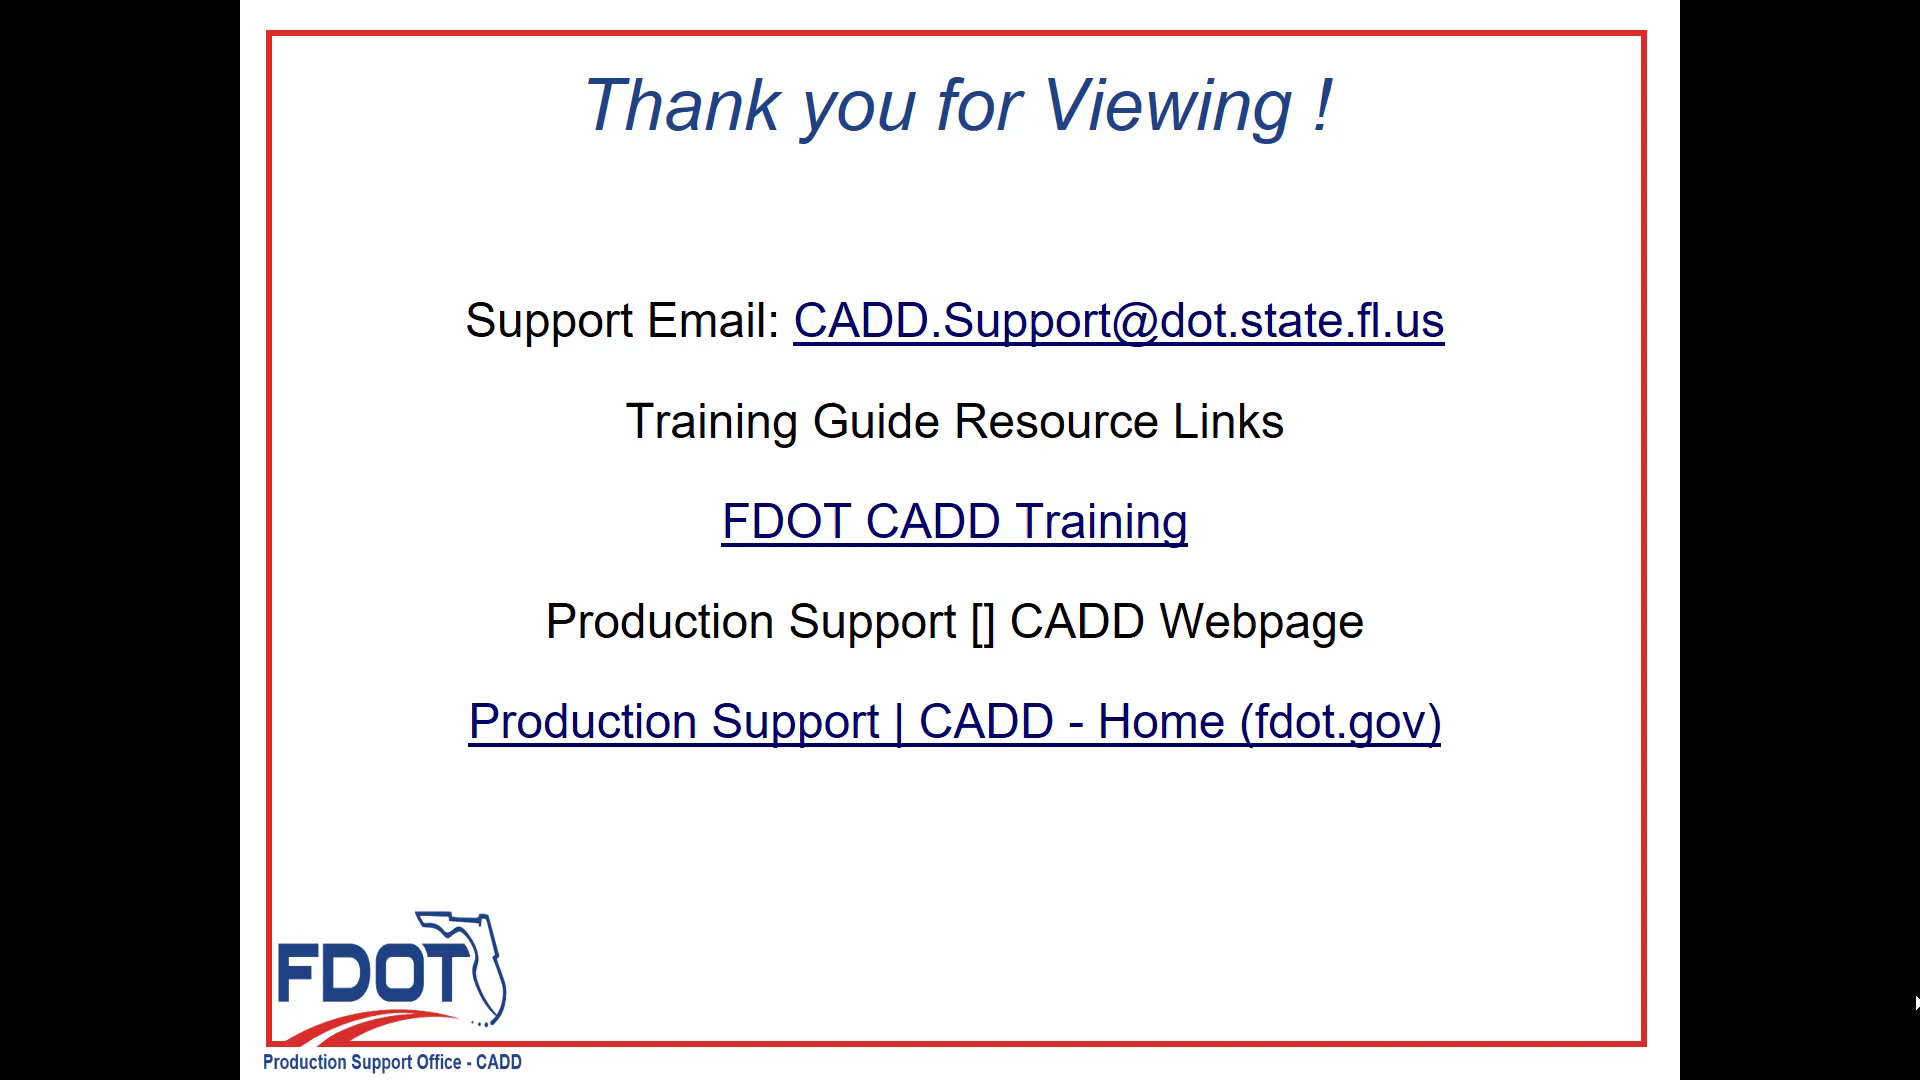 Thank you for Viewing !
Support Email: CADD.Support@dot.state.fl.us
Training Guide Resource Links
FDOT CADD Training
Production Support [] CADD Webpage
Production Support | CADD - Home (fdot.gov)
FDOT
Production Support Office - CADD